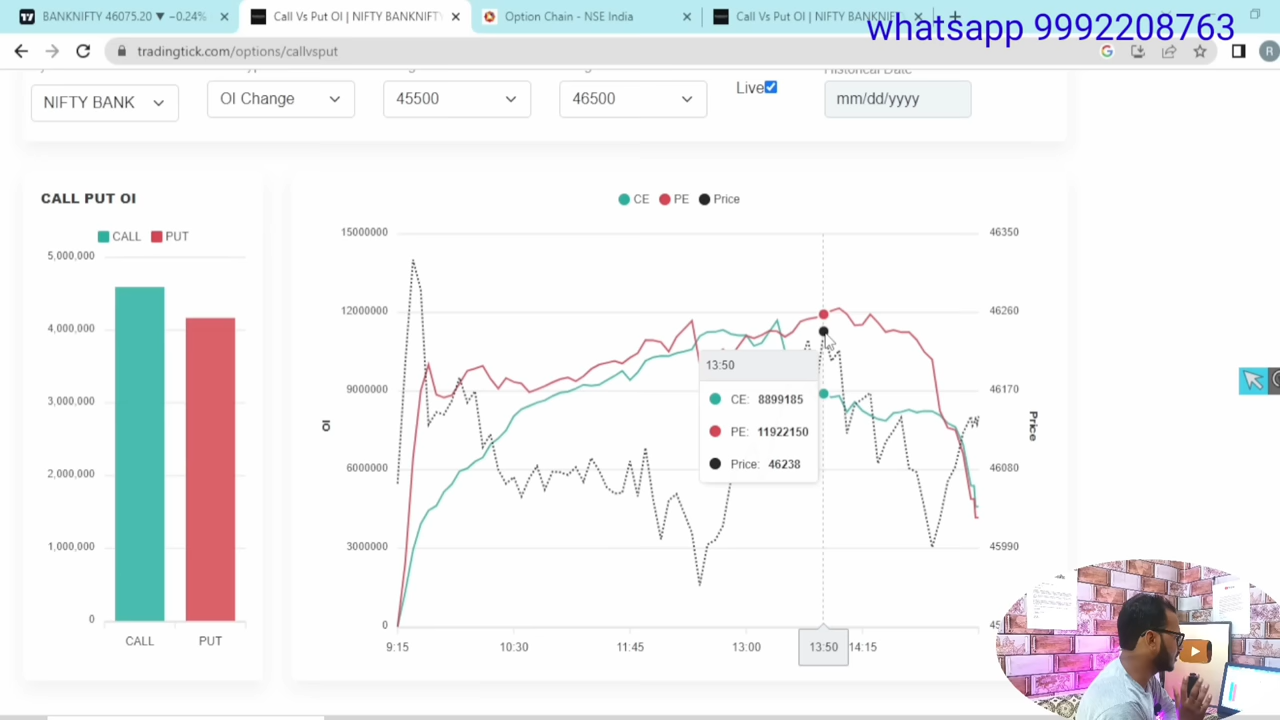 BANKNIFTY 46075.20 ▼ −0.24%
Call Vs Put OI | NIFTY BANKNIFTY
Option Chain - NSE India
Call Vs Put OI | NIFTY BANKNIF
whatsapp 9992208763
tradingtick.com/options/callvsput
R
Historical Date
NIFTY BANK
OI Change
45500
46500
Live
mm/dd/yyyy
CALL PUT OI
CALL PUT
5,000,000
4,000,000
3,000,000
2,000,000
1,000,000
0
CALL PUT
CE PE Price
15000000
12000000
9000000
6000000
3000000
0
OI
46350
46260
46170
46080
45990
Price
13:50
CE: 8899185
PE: 11922150
Price: 46238
9:15 10:30 11:45 13:00 13:50 14:15